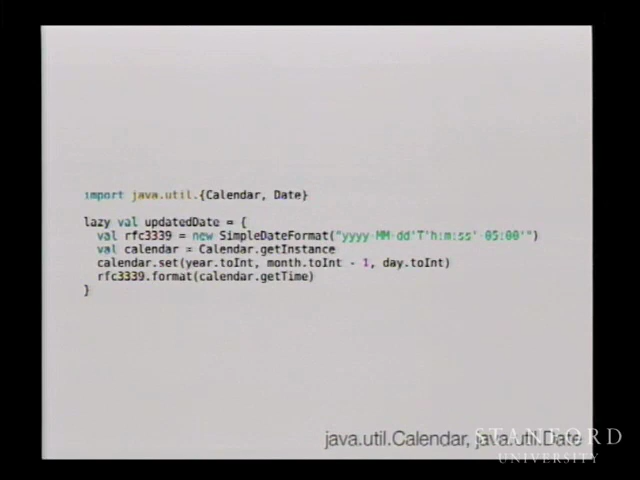 import java.util.{Calendar, Date}
lazy val updatedDate = {
val rfc3339 = new SimpleDateFormat("yyyy-MM-dd'T'h:m:ss'-05:00'")
val calendar = Calendar.getInstance
calendar.set(year.toInt, month.toInt - 1, day.toInt)
rfc3339.format(calendar.getTime)
}
java.util.Calendar, java.util.Date
STANFORD
UNIVERSITY